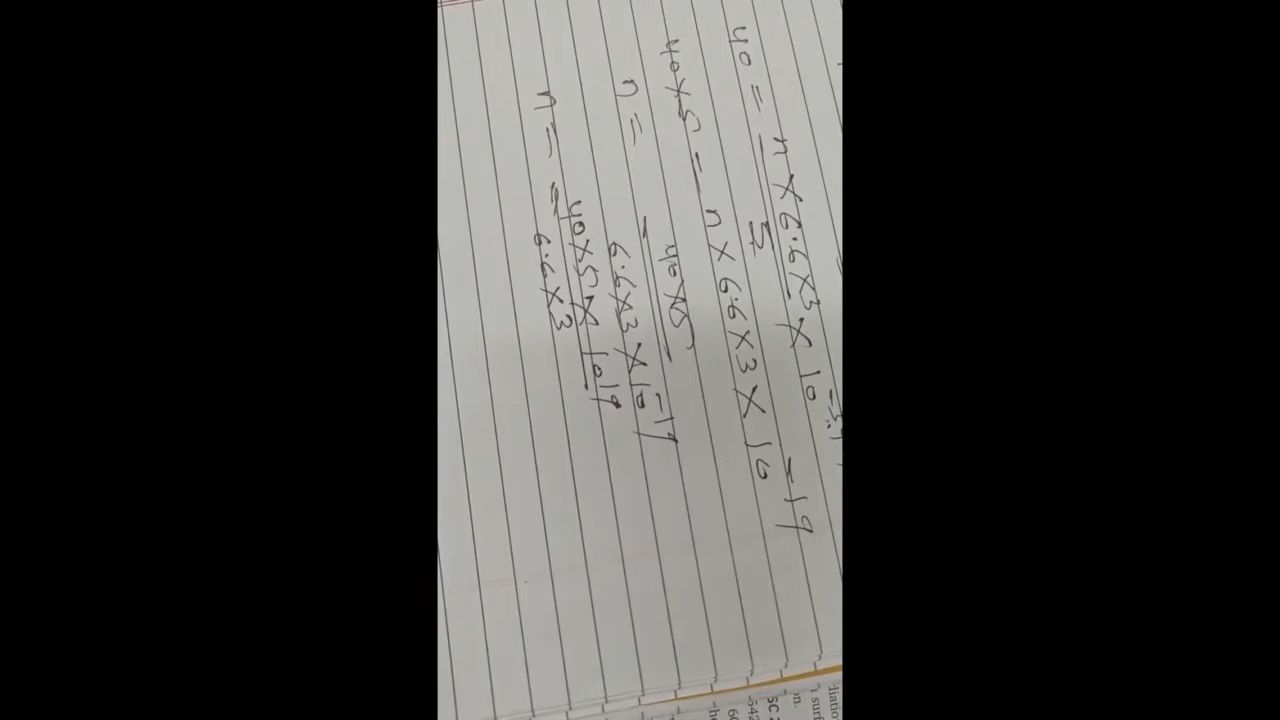 40 = n × 6.6×3 × 10
5
40×5 = n × 6.6×3 × 10⁻¹⁹
n = 40×5
6.6×3×10⁻¹⁹
n = 40×5×10¹⁹
6.6×3